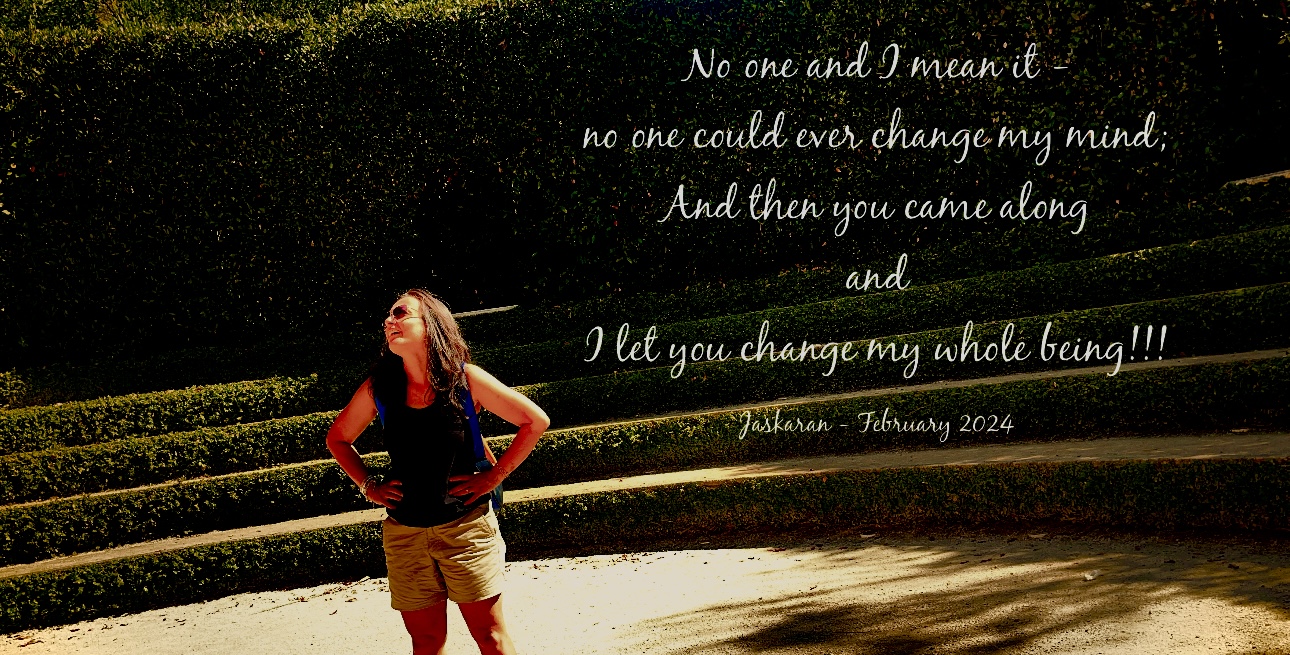 No one and I mean it -
no one could ever change my mind;
And then you came along
and
I let you change my whole being!!!
Jaskaran - February 2024